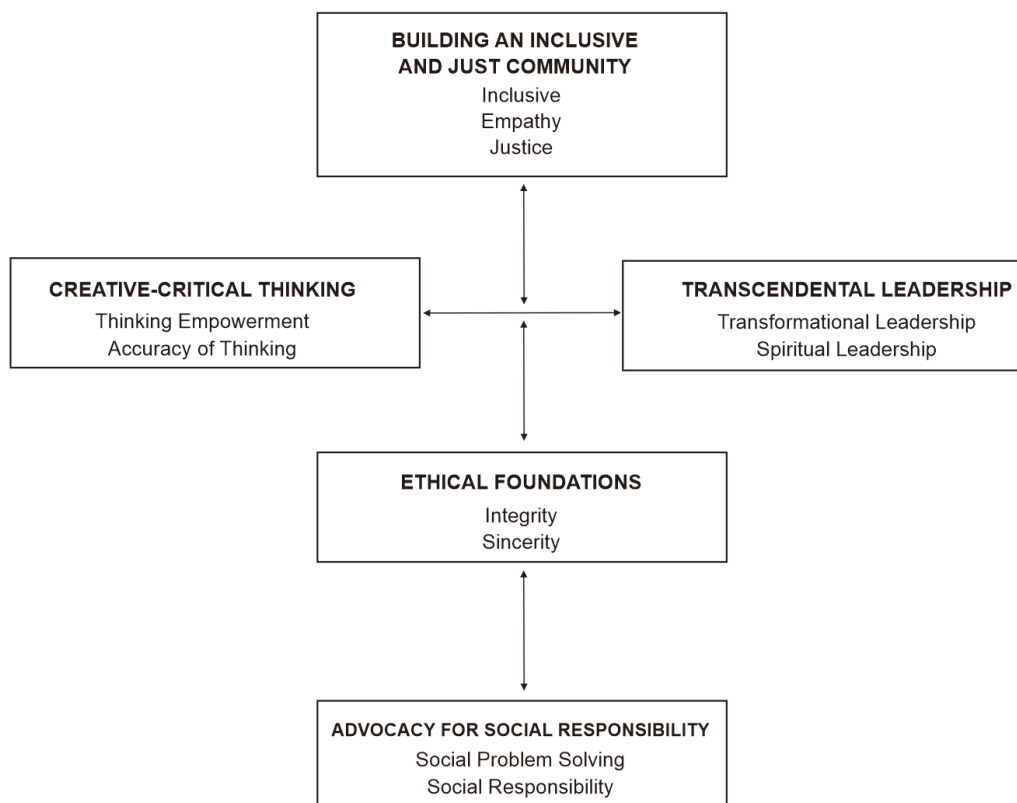 BUILDING AN INCLUSIVE
AND JUST COMMUNITY
Inclusive
Empathy
Justice
CREATIVE-CRITICAL THINKING
Thinking Empowerment
Accuracy of Thinking
TRANSCENDENTAL LEADERSHIP
Transformational Leadership
Spiritual Leadership
ETHICAL FOUNDATIONS
Integrity
Sincerity
ADVOCACY FOR SOCIAL RESPONSIBILITY
Social Problem Solving
Social Responsibility